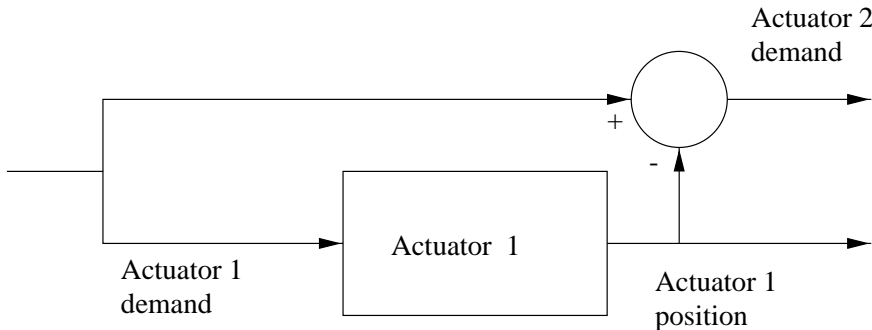 Actuator 2
demand
+
-
Actuator 1
Actuator 1
demand
Actuator 1
position